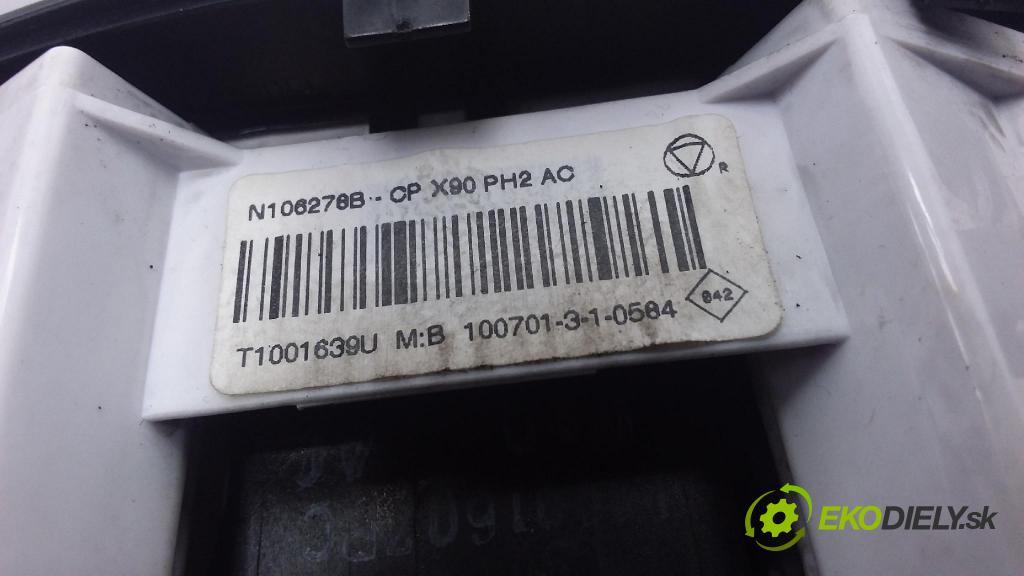 N106276B - CP X90 PH2 AC
R
842
T1001639U M:B 100701-3-1-0584
EKODIELY.sk